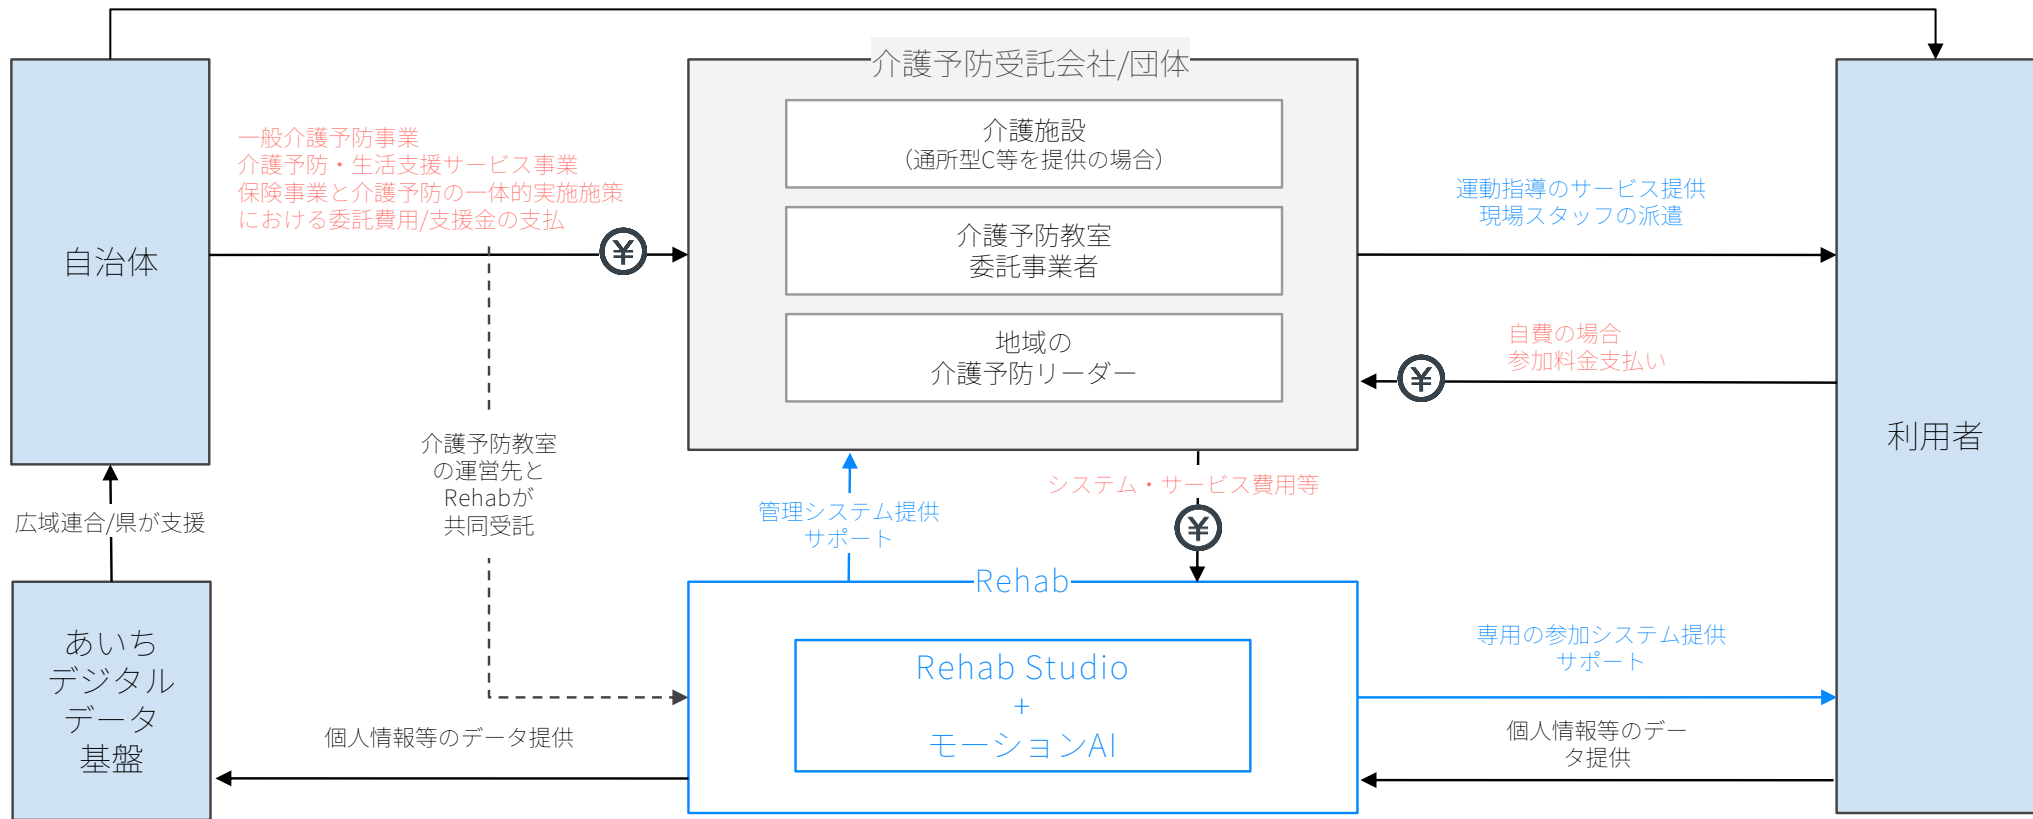 介護予防受託会社/団体
介護施設
（通所型C等を提供の場合）
介護予防教室
委託事業者
地域の
介護予防リーダー
一般介護予防事業
介護予防・生活支援サービス事業
保険事業と介護予防の一体的実施施策
における委託費用/支援金の支払
自治体
¥
運動指導のサービス提供
現場スタッフの派遣
自費の場合
参加料金支払い
¥
利用者
介護予防教室
の運営先と
Rehabが
共同受託
広域連合/県が支援
管理システム提供
サポート
システム・サービス費用等
¥
Rehab
Rehab Studio
+
モーションAI
あいち
デジタル
データ
基盤
個人情報等のデータ提供
専用の参加システム提供
サポート
個人情報等のデー
タ提供